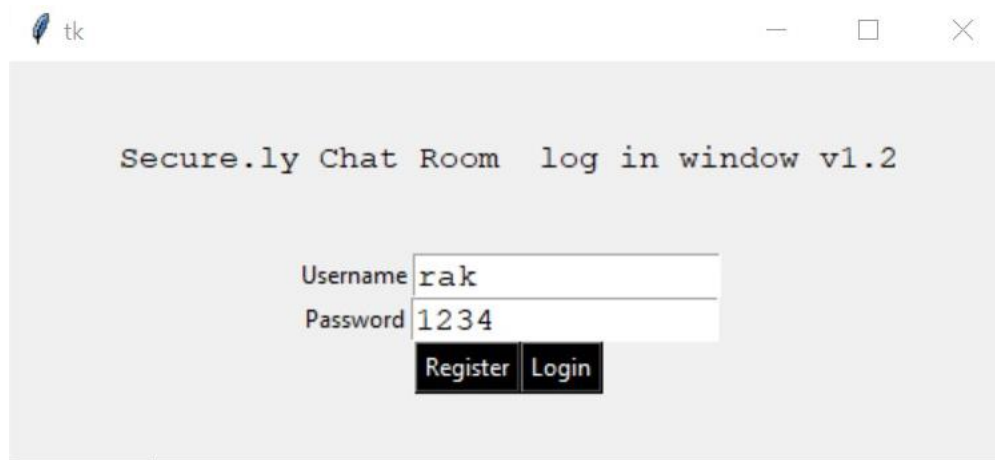 tk
Secure.ly Chat Room  log in window v1.2
Username rak
Password 1234
Register Login